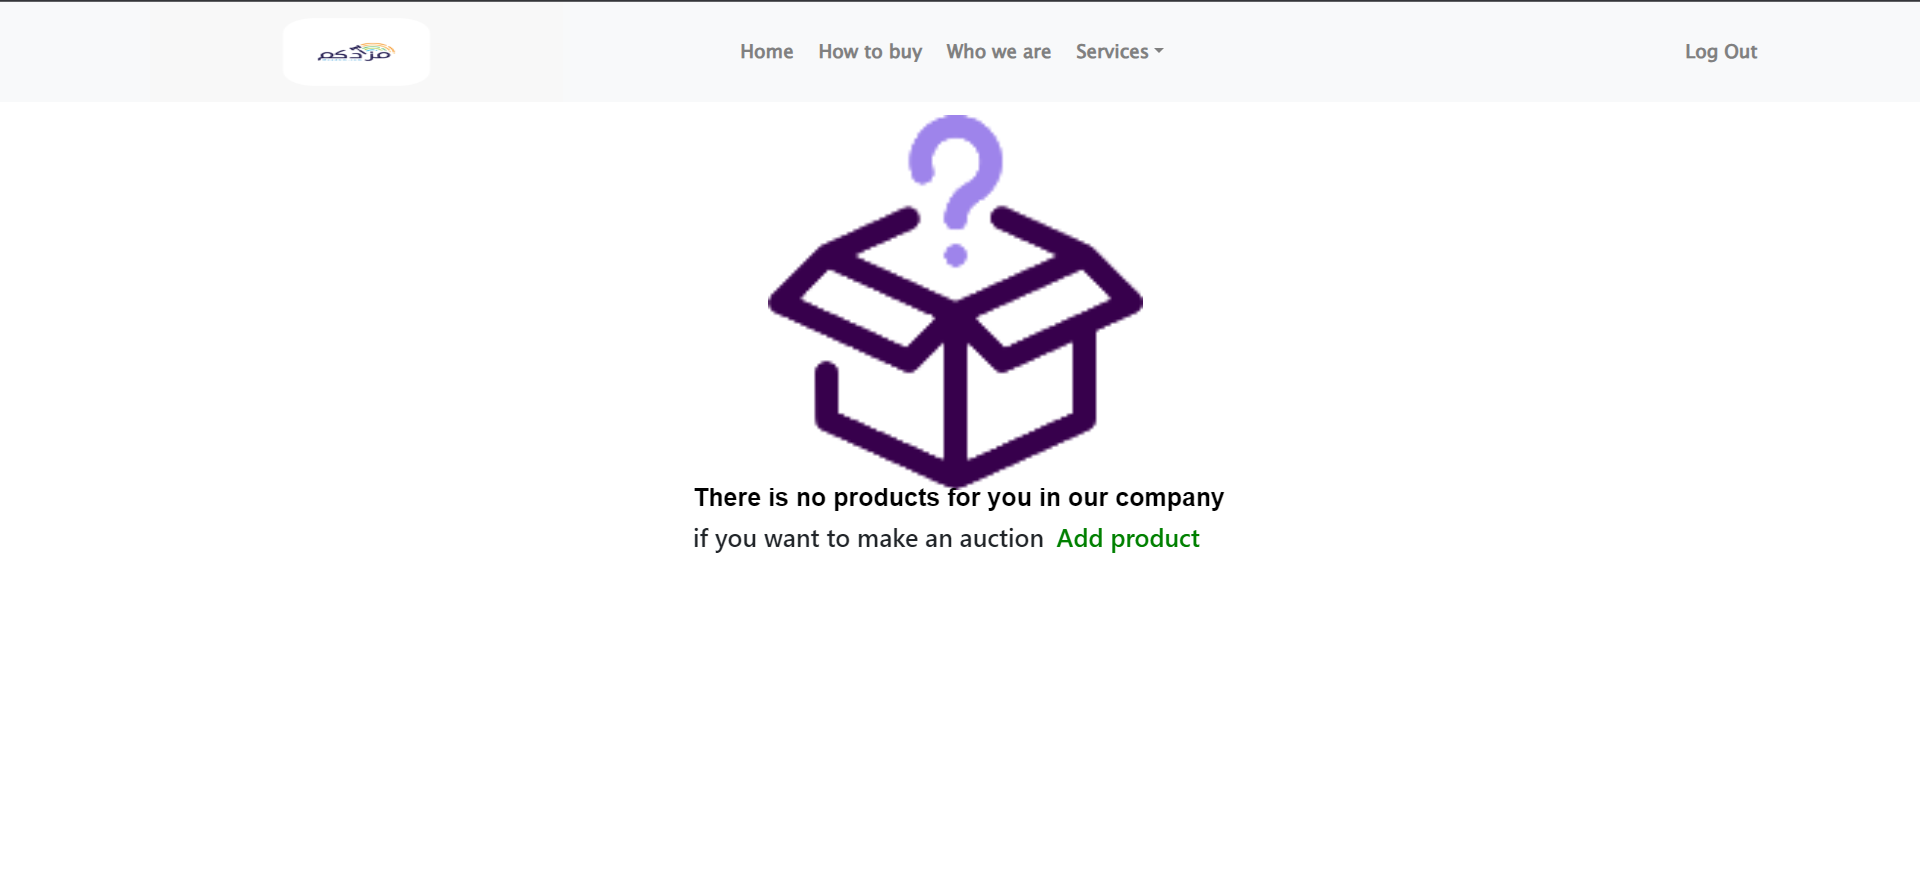 مزدكم
Home How to buy Who we are Services Log Out
There is no products for you in our company
if you want to make an auction Add product